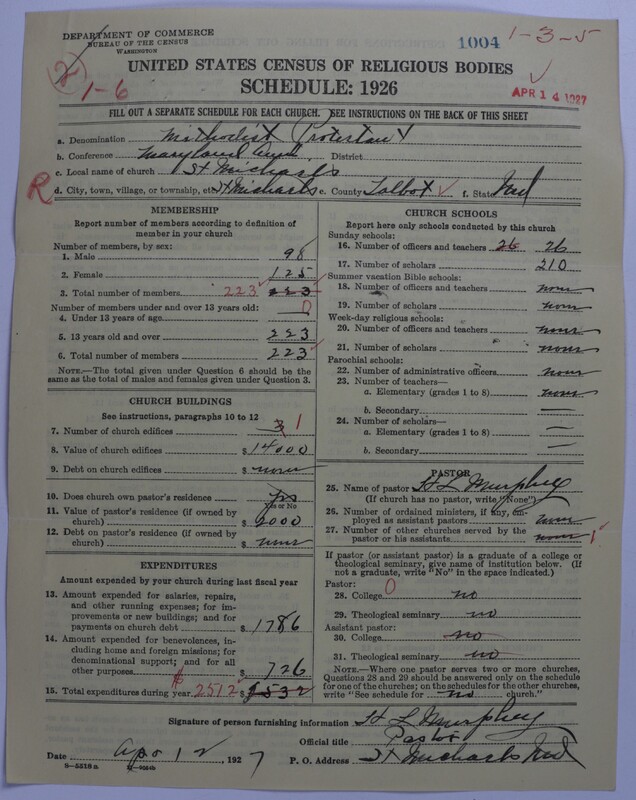 DEPARTMENT OF COMMERCE
BUREAU OF THE CENSUS
WASHINGTON
1004 1-3-5
1-6
UNITED STATES CENSUS OF RELIGIOUS BODIES
SCHEDULE: 1926
APR 14 1927
FILL OUT A SEPARATE SCHEDULE FOR EACH CHURCH. SEE INSTRUCTIONS ON THE BACK OF THIS SHEET
a. Denomination Methodist Protestant
b. Conference Maryland District
c. Local name of church St Michaels
R
d. City, town, village, or township, etc. St Michaels e. County Talbot f. State Md
MEMBERSHIP
Report number of members according to definition of
member in your church
Number of members, by sex:
1. Male 98
2. Female 125
3. Total number of members 223 223
Number of members under and over 13 years old:
4. Under 13 years of age 0
5. 13 years old and over 223
6. Total number of members 223
NOTE.—The total given under Question 6 should be
the same as the total of males and females given under Question 3.
CHURCH BUILDINGS
See instructions, paragraphs 10 to 12
7. Number of church edifices 3 1
8. Value of church edifices $ 14000
9. Debt on church edifices $ none
10. Does church own pastor's residence yes
Yes or No
11. Value of pastor's residence (if owned by
church) $ 2000
12. Debt on pastor's residence (if owned by
church) $ none
EXPENDITURES
Amount expended by your church during last fiscal year
13. Amount expended for salaries, repairs,
and other running expenses; for im-
provements or new buildings; and for
payments on church debt $ 1786
14. Amount expended for benevolences,
including home and foreign missions; for
denominational support; and for all
other purposes $ 726
15. Total expenditures during year $ 2512 $ 2532
CHURCH SCHOOLS
Report here only schools conducted by this church
Sunday schools:
16. Number of officers and teachers 26 26
17. Number of scholars 210
Summer vacation Bible schools:
18. Number of officers and teachers none
19. Number of scholars none
Week-day religious schools:
20. Number of officers and teachers none
21. Number of scholars none
Parochial schools:
22. Number of administrative officers none
23. Number of teachers—
a. Elementary (grades 1 to 8) none
b. Secondary —
24. Number of scholars—
a. Elementary (grades 1 to 8) —
b. Secondary —
PASTOR
25. Name of pastor H L Murphey
(If church has no pastor, write "None")
26. Number of ordained ministers, if any, em-
ployed as assistant pastors none
27. Number of other churches served by the
pastor or his assistants none 1
If pastor (or assistant pastor) is a graduate of a college or
theological seminary, give name of institution below. (If
not a graduate, write "No" in the space indicated.)
Pastor:
28. College 0 no
29. Theological seminary no
Assistant pastor:
30. College no
31. Theological seminary no
NOTE.—Where one pastor serves two or more churches,
Questions 28 and 29 should be answered only on the schedule
for one of the churches; on the schedules for the other churches,
write "See schedule for no church."
Signature of person furnishing information H L Murphey
Official title Pastor
Date Apr 12 1927 P. O. Address St Michaels Md